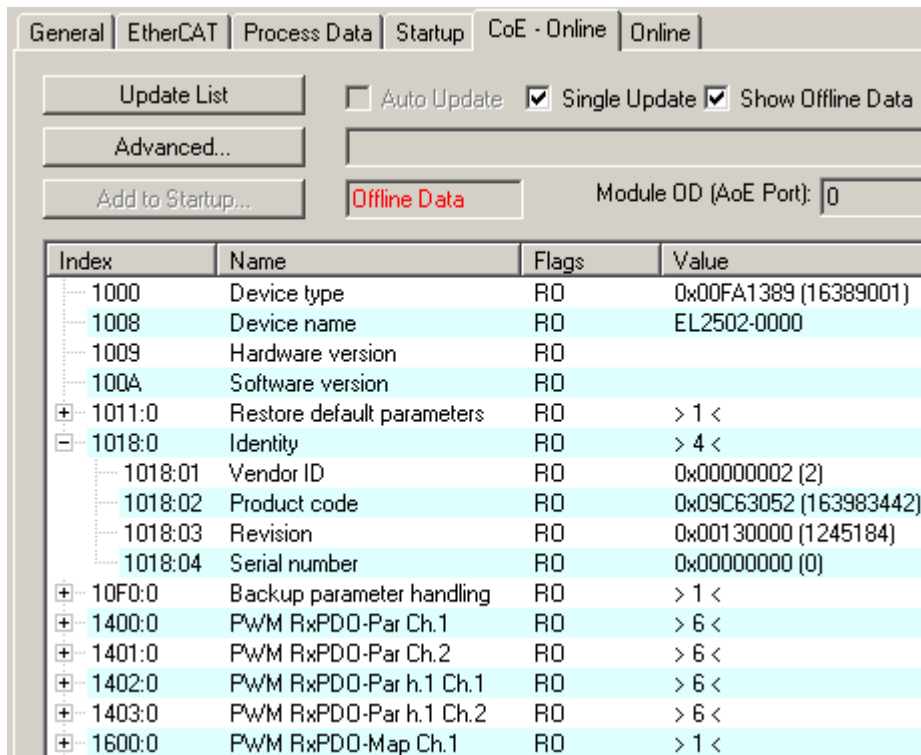 General EtherCAT Process Data Startup CoE - Online Online
Update List Auto Update Single Update Show Offline Data
Advanced...
Add to Startup... Offline Data Module OD (AoE Port): 0
Index Name Flags Value
1000 Device type RO 0x00FA1389 (16389001)
1008 Device name RO EL2502-0000
1009 Hardware version RO
100A Software version RO
1011:0 Restore default parameters RO > 1 <
1018:0 Identity RO > 4 <
1018:01 Vendor ID RO 0x00000002 (2)
1018:02 Product code RO 0x09C63052 (163983442)
1018:03 Revision RO 0x00130000 (1245184)
1018:04 Serial number RO 0x00000000 (0)
10F0:0 Backup parameter handling RO > 1 <
1400:0 PWM RxPDO-Par Ch.1 RO > 6 <
1401:0 PWM RxPDO-Par Ch.2 RO > 6 <
1402:0 PWM RxPDO-Par h.1 Ch.1 RO > 6 <
1403:0 PWM RxPDO-Par h.1 Ch.2 RO > 6 <
1600:0 PWM RxPDO-Map Ch.1 RO > 1 <